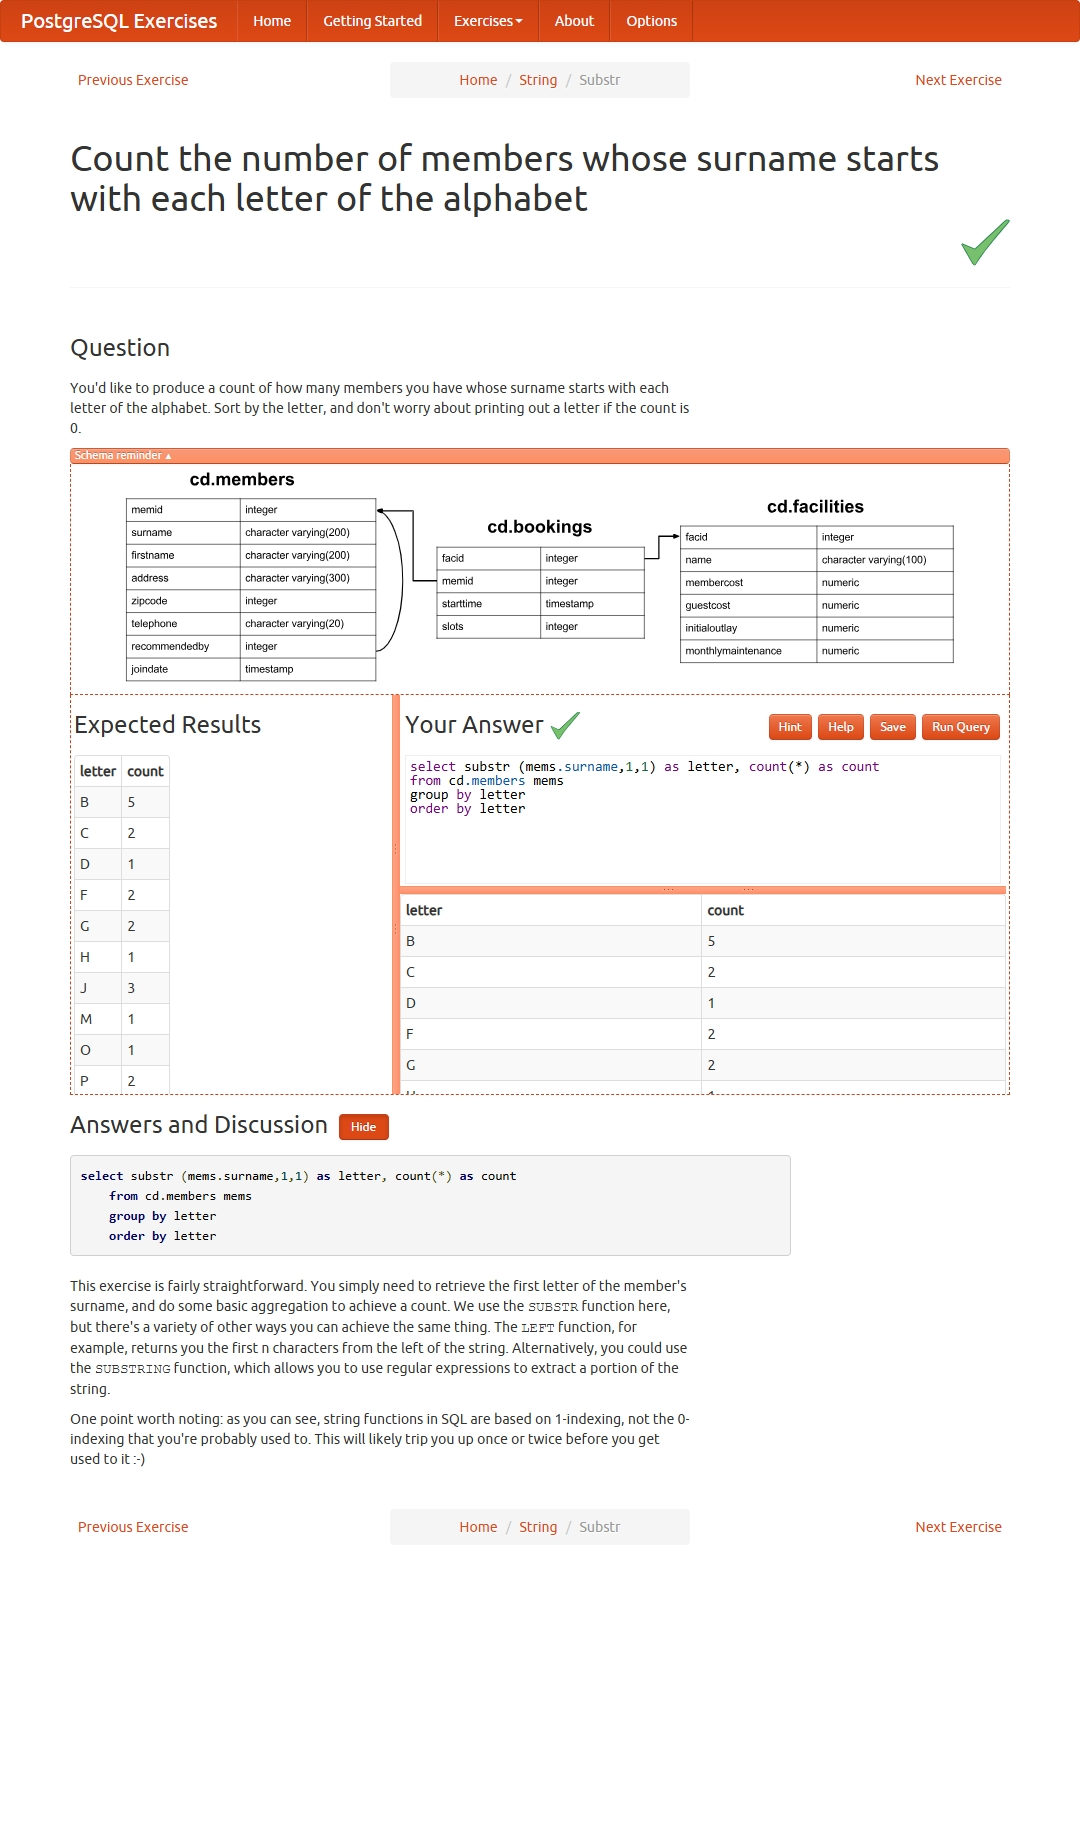 PostgreSQL Exercises Home Getting Started Exercises About Options
Previous Exercise Home / String / Substr Next Exercise
Count the number of members whose surname starts
with each letter of the alphabet
Question
You'd like to produce a count of how many members you have whose surname starts with each
letter of the alphabet. Sort by the letter, and don't worry about printing out a letter if the count is
0.
Schema reminder
cd.members
memid integer
surname character varying(200)
firstname character varying(200)
address character varying(300)
zipcode integer
telephone character varying(20)
recommendedby integer
joindate timestamp
cd.bookings
facid integer
memid integer
starttime timestamp
slots integer
cd.facilities
facid integer
name character varying(100)
membercost numeric
guestcost numeric
initialoutlay numeric
monthlymaintenance numeric
Expected Results
letter count
B 5
C 2
D 1
F 2
G 2
H 1
J 3
M 1
O 1
P 2
Your Answer Hint Help Save Run Query
select substr (mems.surname,1,1) as letter, count(*) as count
from cd.members mems
group by letter
order by letter
letter count
B 5
C 2
D 1
F 2
G 2
Answers and Discussion Hide
select substr (mems.surname,1,1) as letter, count(*) as count
from cd.members mems
group by letter
order by letter
This exercise is fairly straightforward. You simply need to retrieve the first letter of the member's
surname, and do some basic aggregation to achieve a count. We use the SUBSTR function here,
but there's a variety of other ways you can achieve the same thing. The LEFT function, for
example, returns you the first n characters from the left of the string. Alternatively, you could use
the SUBSTRING function, which allows you to use regular expressions to extract a portion of the
string.
One point worth noting: as you can see, string functions in SQL are based on 1-indexing, not the 0-
indexing that you're probably used to. This will likely trip you up once or twice before you get
used to it :-)
Previous Exercise Home / String / Substr Next Exercise